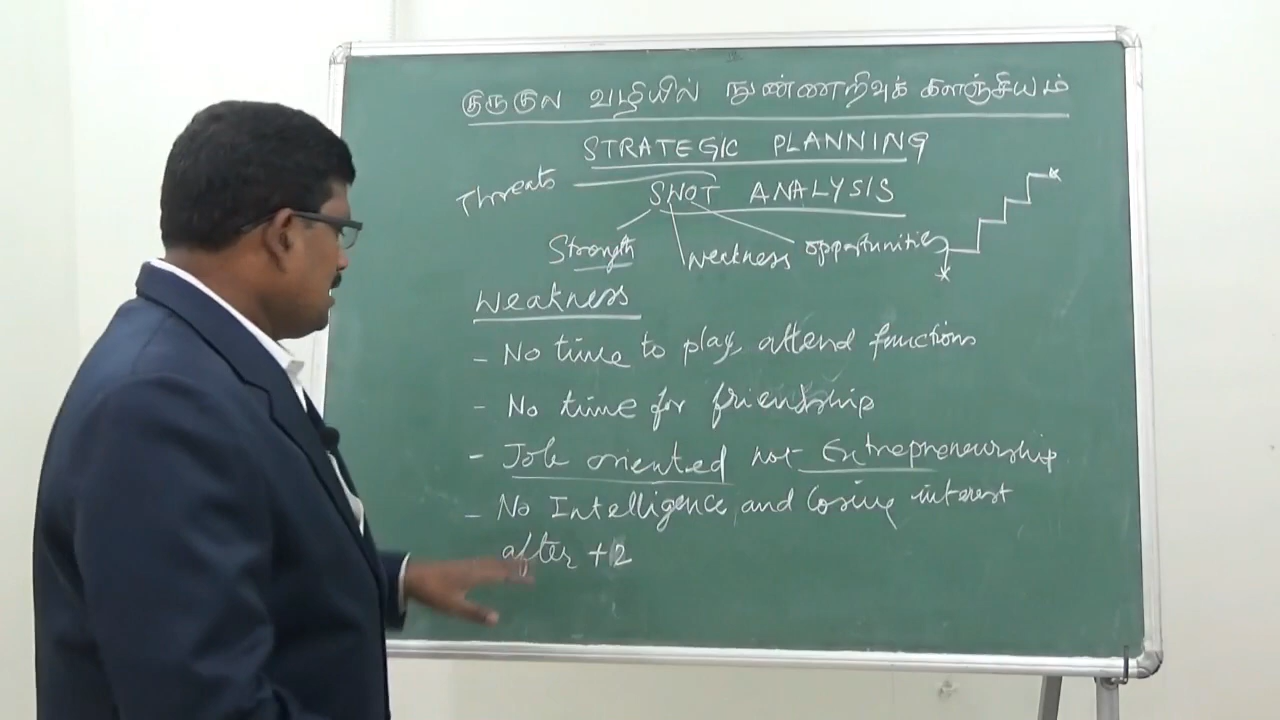 குருகுல வழியில் நுண்ணறிவுக் களஞ்சியம்
STRATEGIC PLANNING
Threats SWOT ANALYSIS
Strength weakness opportunities
Weakness
- No time to play, attend functions
- No time for friendship
- Job oriented not Entrepreneurship
- No Intelligence and losing interest
after +2